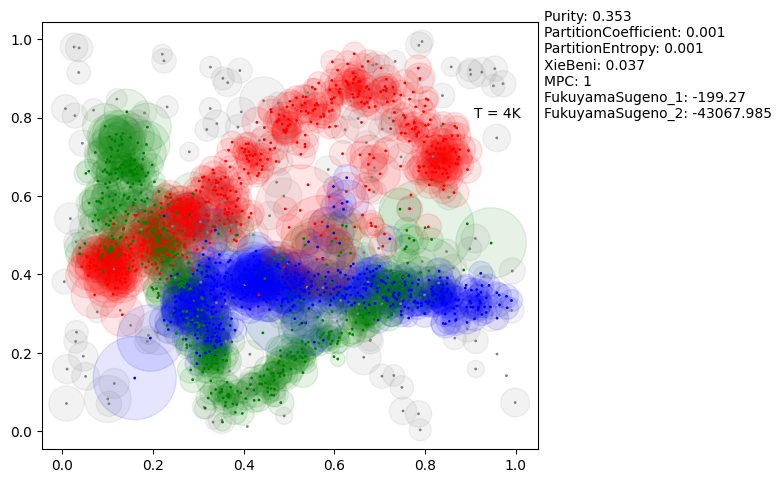 Purity: 0.353
PartitionCoefficient: 0.001
PartitionEntropy: 0.001
XieBeni: 0.037
MPC: 1
FukuyamaSugeno_1: -199.27
FukuyamaSugeno_2: -43067.985
T = 4K
1.0
0.8
0.6
0.4
0.2
0.0
0.0 0.2 0.4 0.6 0.8 1.0